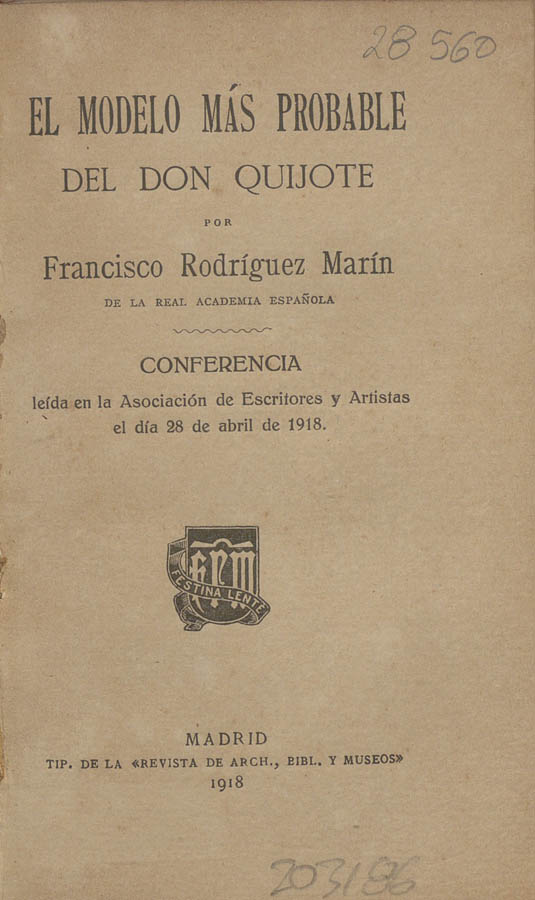 28 560
EL MODELO MÁS PROBABLE
DEL DON QUIJOTE
POR
Francisco Rodríguez Marín
DE LA REAL ACADEMIA ESPAÑOLA
CONFERENCIA
leída en la Asociación de Escritores y Artistas
el día 28 de abril de 1918.
FRM
FESTINA LENTE
MADRID
TIP. DE LA «REVISTA DE ARCH., BIBL. Y MUSEOS»
1918
203186